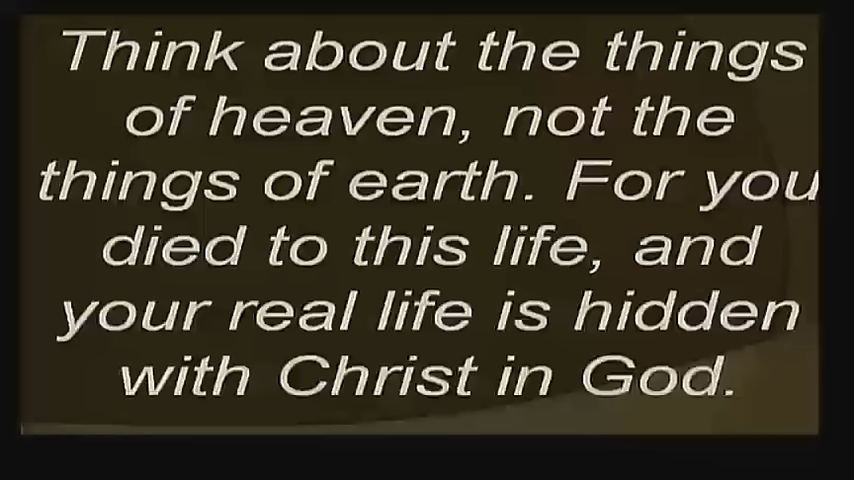 Think about the things
of heaven, not the
things of earth. For you
died to this life, and
your real life is hidden
with Christ in God.